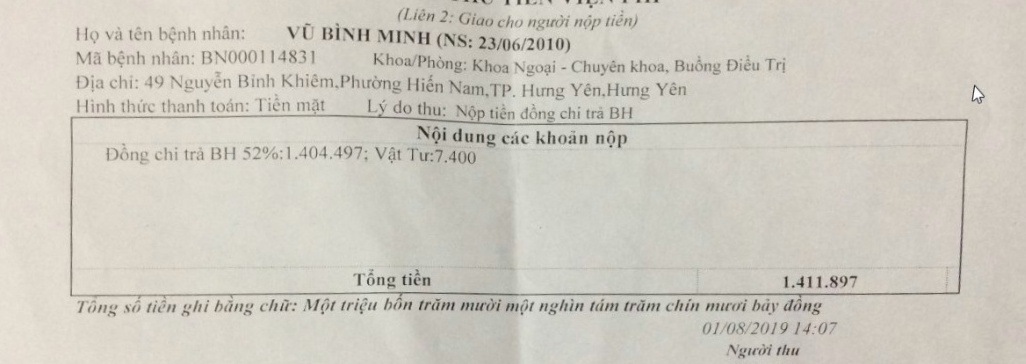 (Liên 2: Giao cho người nộp tiền)
Họ và tên bệnh nhân: VŨ BÌNH MINH (NS: 23/06/2010)
Mã bệnh nhân: BN000114831 Khoa/Phòng: Khoa Ngoại - Chuyên khoa, Buồng Điều Trị
Địa chỉ: 49 Nguyễn Bỉnh Khiêm,Phường Hiến Nam,TP. Hưng Yên,Hưng Yên
Hình thức thanh toán: Tiền mặt Lý do thu: Nộp tiền đồng chi trả BH
Nội dung các khoản nộp
Đồng chi trả BH 52%:1.404.497; Vật Tư:7.400
Tổng tiền 1.411.897
Tổng số tiền ghi bằng chữ: Một triệu bốn trăm mười một nghìn tám trăm chín mươi bảy đồng
01/08/2019 14:07
Người thu